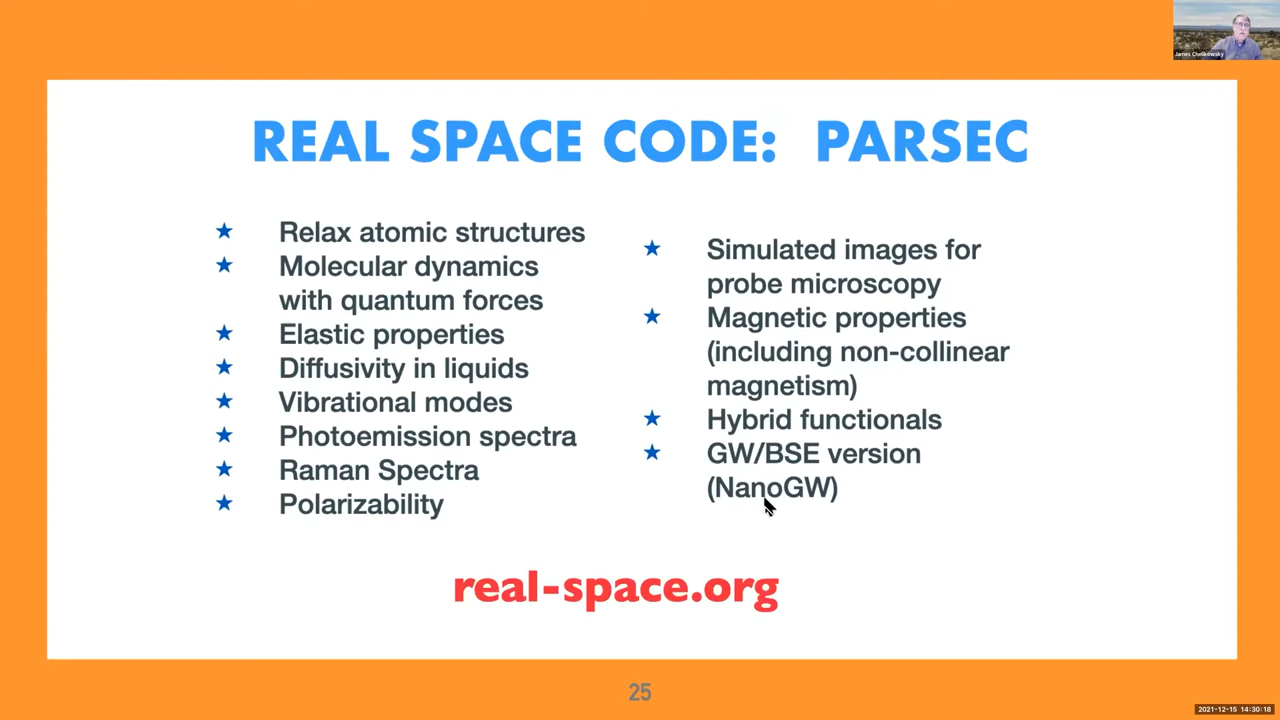 James Chelikowsky
REAL SPACE CODE: PARSEC
Relax atomic structures
Molecular dynamics
with quantum forces
Elastic properties
Diffusivity in liquids
Vibrational modes
Photoemission spectra
Raman Spectra
Polarizability
Simulated images for
probe microscopy
Magnetic properties
(including non-collinear
magnetism)
Hybrid functionals
GW/BSE version
(NanoGW)
real-space.org
25
2021-12-15 14:30:18